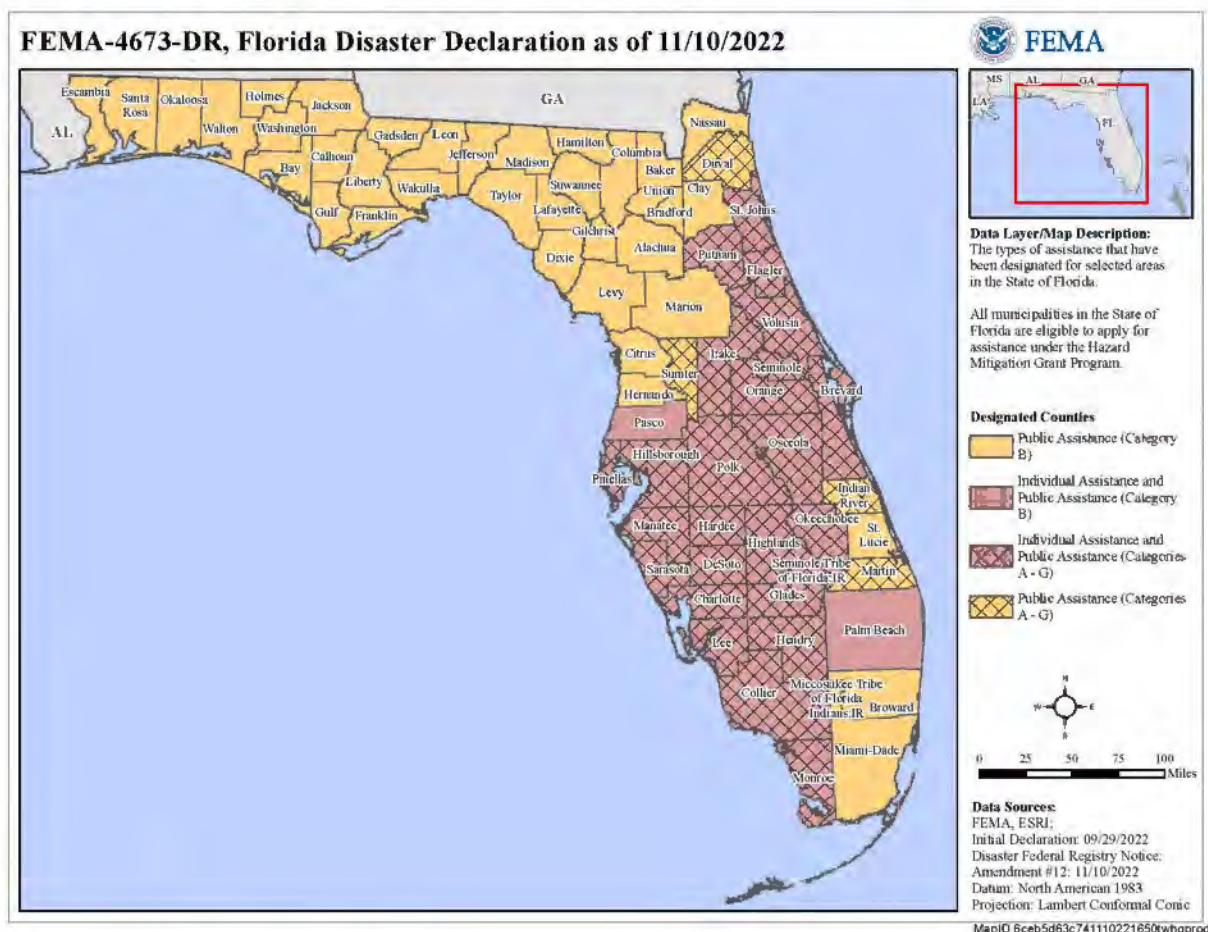 FEMA-4673-DR, Florida Disaster Declaration as of 11/10/2022
FEMA
Escambia
Santa
Rosa
Okaloosa
Walton
Holmes
Washington
Jackson
Bay
Calhoun
Gulf
Liberty
Franklin
Gadsden
Leon
Wakulla
Jefferson
Madison
Taylor
Hamilton
Suwannee
Lafayette
Columbia
Baker
Union
Bradford
Gilchrist
Dixie
Alachua
Nassau
Duval
Clay
St. Johns
Putnam
Flagler
Levy
Marion
Volusia
Citrus
Sumter
Lake
Seminole
Hernando
Orange
Brevard
Pasco
Osceola
Hillsborough
Polk
Pinellas
Indian
River
Okeechobee
St.
Lucie
Manatee
Hardee
Highlands
Sarasota
DeSoto
Seminole Tribe
of Florida IR
Martin
Charlotte
Glades
Lee
Hendry
Palm Beach
Collier
Miccosukee Tribe
of Florida
Indians IR
Broward
Miami-Dade
Monroe
AL
GA
MS
AL
GA
LA
FL
Data Layer/Map Description:
The types of assistance that have
been designated for selected areas
in the State of Florida.
All municipalities in the State of
Florida are eligible to apply for
assistance under the Hazard
Mitigation Grant Program.
Designated Counties
Public Assistance (Category
B)
Individual Assistance and
Public Assistance (Category
B)
Individual Assistance and
Public Assistance (Categories
A - G)
Public Assistance (Categories
A - G)
N
W
E
S
0 25 50 75 100
Miles
Data Sources:
FEMA, ESRI;
Initial Declaration: 09/29/2022
Disaster Federal Registry Notice:
Amendment #12: 11/10/2022
Datum: North American 1983
Projection: Lambert Conformal Conic
MapID 6ceb5d63c741110221650twhqprod